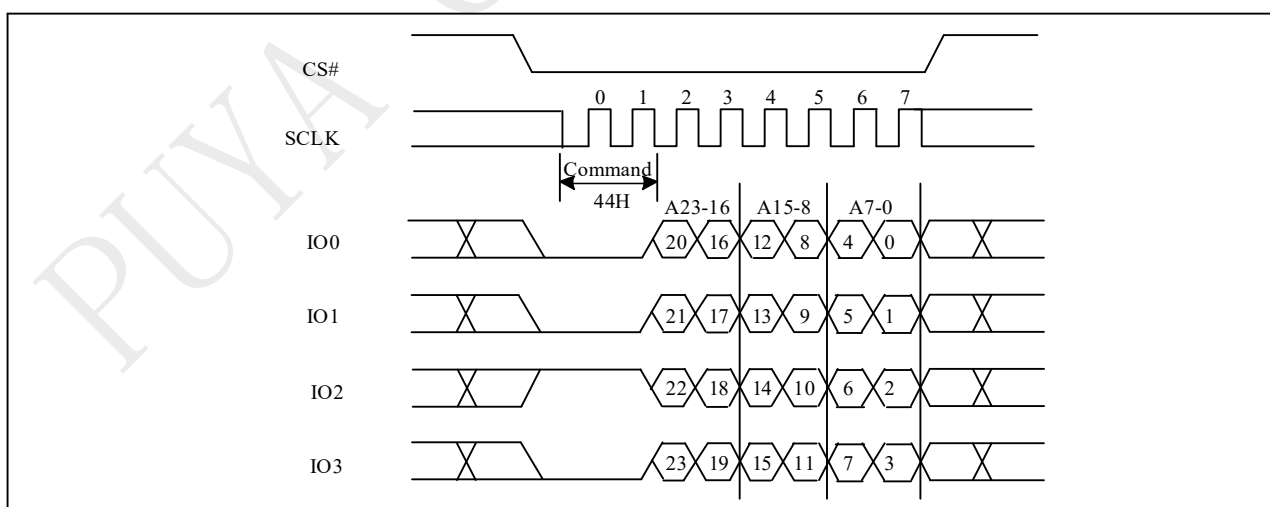 PUYA
CS#
0 1 2 3 4 5 6 7
SCLK
Command
44H
A23-16 A15-8 A7-0
IO0 20 16 12 8 4 0
IO1 21 17 13 9 5 1
IO2 22 18 14 10 6 2
IO3 23 19 15 11 7 3